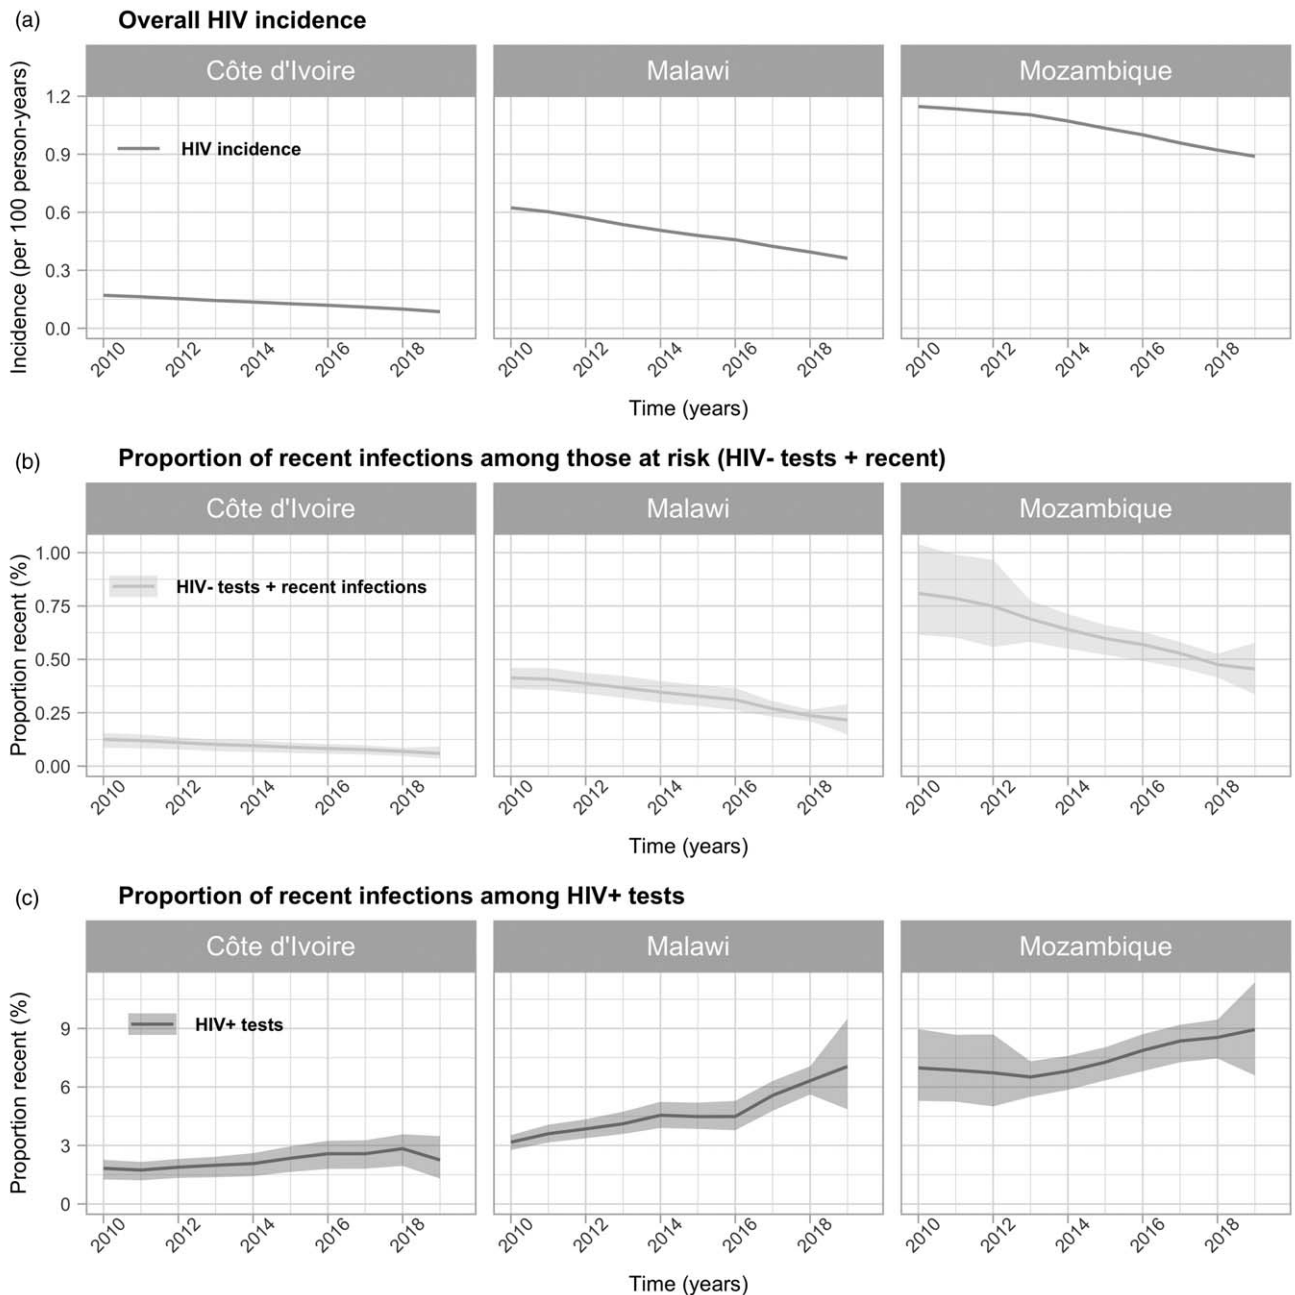 (a) Overall HIV incidence
Côte d'Ivoire Malawi Mozambique
Incidence (per 100 person-years)
1.2
0.9
0.6
0.3
0.0
HIV incidence
2010 2012 2014 2016 2018 2010 2012 2014 2016 2018 2010 2012 2014 2016 2018
Time (years)
(b) Proportion of recent infections among those at risk (HIV- tests + recent)
Côte d'Ivoire Malawi Mozambique
Proportion recent (%)
1.00
0.75
0.50
0.25
0.00
HIV- tests + recent infections
2010 2012 2014 2016 2018 2010 2012 2014 2016 2018 2010 2012 2014 2016 2018
Time (years)
(c) Proportion of recent infections among HIV+ tests
Côte d'Ivoire Malawi Mozambique
Proportion recent (%)
9
6
3
0
HIV+ tests
2010 2012 2014 2016 2018 2010 2012 2014 2016 2018 2010 2012 2014 2016 2018
Time (years)